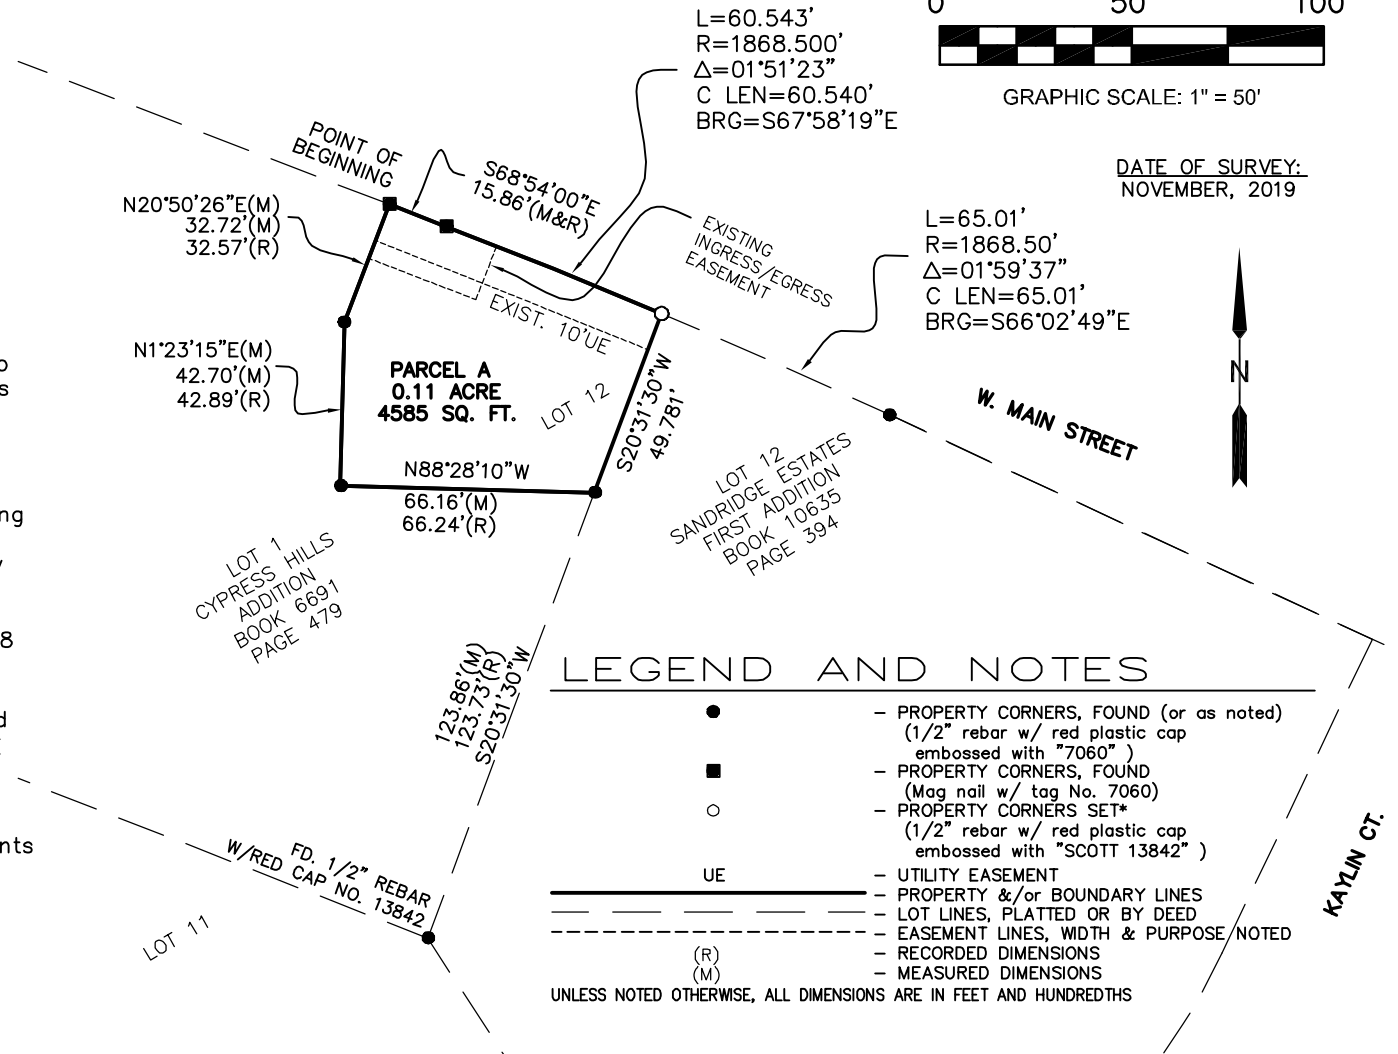 L=60.543'
R=1868.500'
Δ=01°51'23"
C LEN=60.540'
BRG=S67°58'19"E
0 50 100
GRAPHIC SCALE: 1" = 50'
DATE OF SURVEY:
NOVEMBER, 2019
POINT OF
BEGINNING
S68°54'00"E
15.86'(M&R)
N20°50'26"E(M)
32.72'(M)
32.57'(R)
EXISTING
INGRESS/EGRESS
EASEMENT
L=65.01'
R=1868.50'
Δ=01°59'37"
C LEN=65.01'
BRG=S66°02'49"E
EXIST. 10'UE
N1°23'15"E(M)
42.70'(M)
42.89'(R)
PARCEL A
0.11 ACRE
4585 SQ. FT.
LOT 12
S20°31'30"W
49.781'
N
W. MAIN STREET
N88°28'10"W
66.16'(M)
66.24'(R)
LOT 12
SANDRIDGE ESTATES
FIRST ADDITION
BOOK 10635
PAGE 394
ng
LOT 1
CYPRESS HILLS
ADDITION
BOOK 6691
PAGE 479
8
123.86'(M)
123.73'(R)
S20°31'30"W
d
nts
FD. 1/2" REBAR
W/RED CAP NO. 13842
LOT 11
LEGEND AND NOTES
- PROPERTY CORNERS, FOUND (or as noted)
(1/2" rebar w/ red plastic cap
embossed with "7060" )
- PROPERTY CORNERS, FOUND
(Mag nail w/ tag No. 7060)
- PROPERTY CORNERS SET*
(1/2" rebar w/ red plastic cap
embossed with "SCOTT 13842" )
UE - UTILITY EASEMENT
- PROPERTY &/or BOUNDARY LINES
- LOT LINES, PLATTED OR BY DEED
- EASEMENT LINES, WIDTH & PURPOSE NOTED
(R) - RECORDED DIMENSIONS
(M) - MEASURED DIMENSIONS
UNLESS NOTED OTHERWISE, ALL DIMENSIONS ARE IN FEET AND HUNDREDTHS
KAYLIN CT.